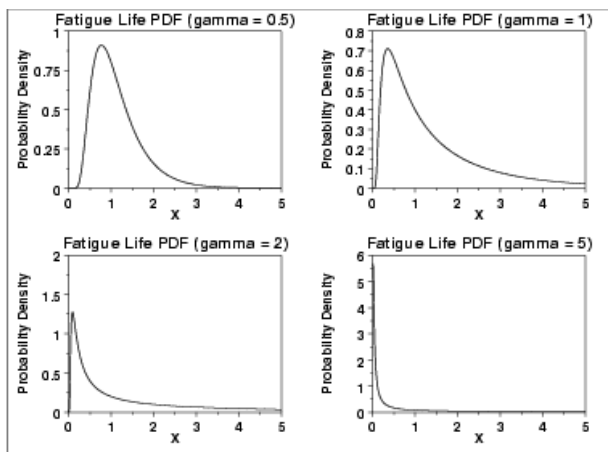 Fatigue Life PDF (gamma = 0.5)
1
0.75
0.5
0.25
0
Probability Density
0 1 2 3 4 5
X
Fatigue Life PDF (gamma = 1)
0.8
0.7
0.6
0.5
0.4
0.3
0.2
0.1
0
Probability Density
0 1 2 3 4 5
X
Fatigue Life PDF (gamma = 2)
2
1.5
1
0.5
0
Probability Density
0 1 2 3 4 5
X
Fatigue Life PDF (gamma = 5)
6
5
4
3
2
1
0
Probability Density
0 1 2 3 4 5
X